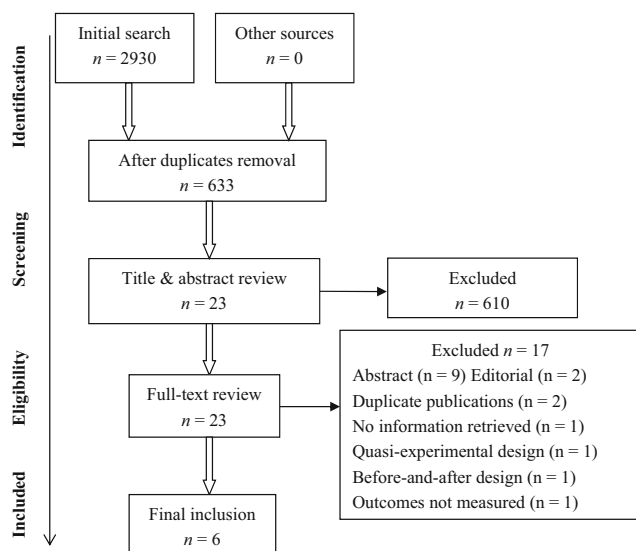 Identification
Initial search
n = 2930
Other sources
n = 0
After duplicates removal
n = 633
Screening
Title & abstract review
n = 23
Excluded
n = 610
Eligibility
Full-text review
n = 23
Excluded n = 17
Abstract (n = 9) Editorial (n = 2)
Duplicate publications (n = 2)
No information retrieved (n = 1)
Quasi-experimental design (n = 1)
Before-and-after design (n = 1)
Outcomes not measured (n = 1)
Included
Final inclusion
n = 6